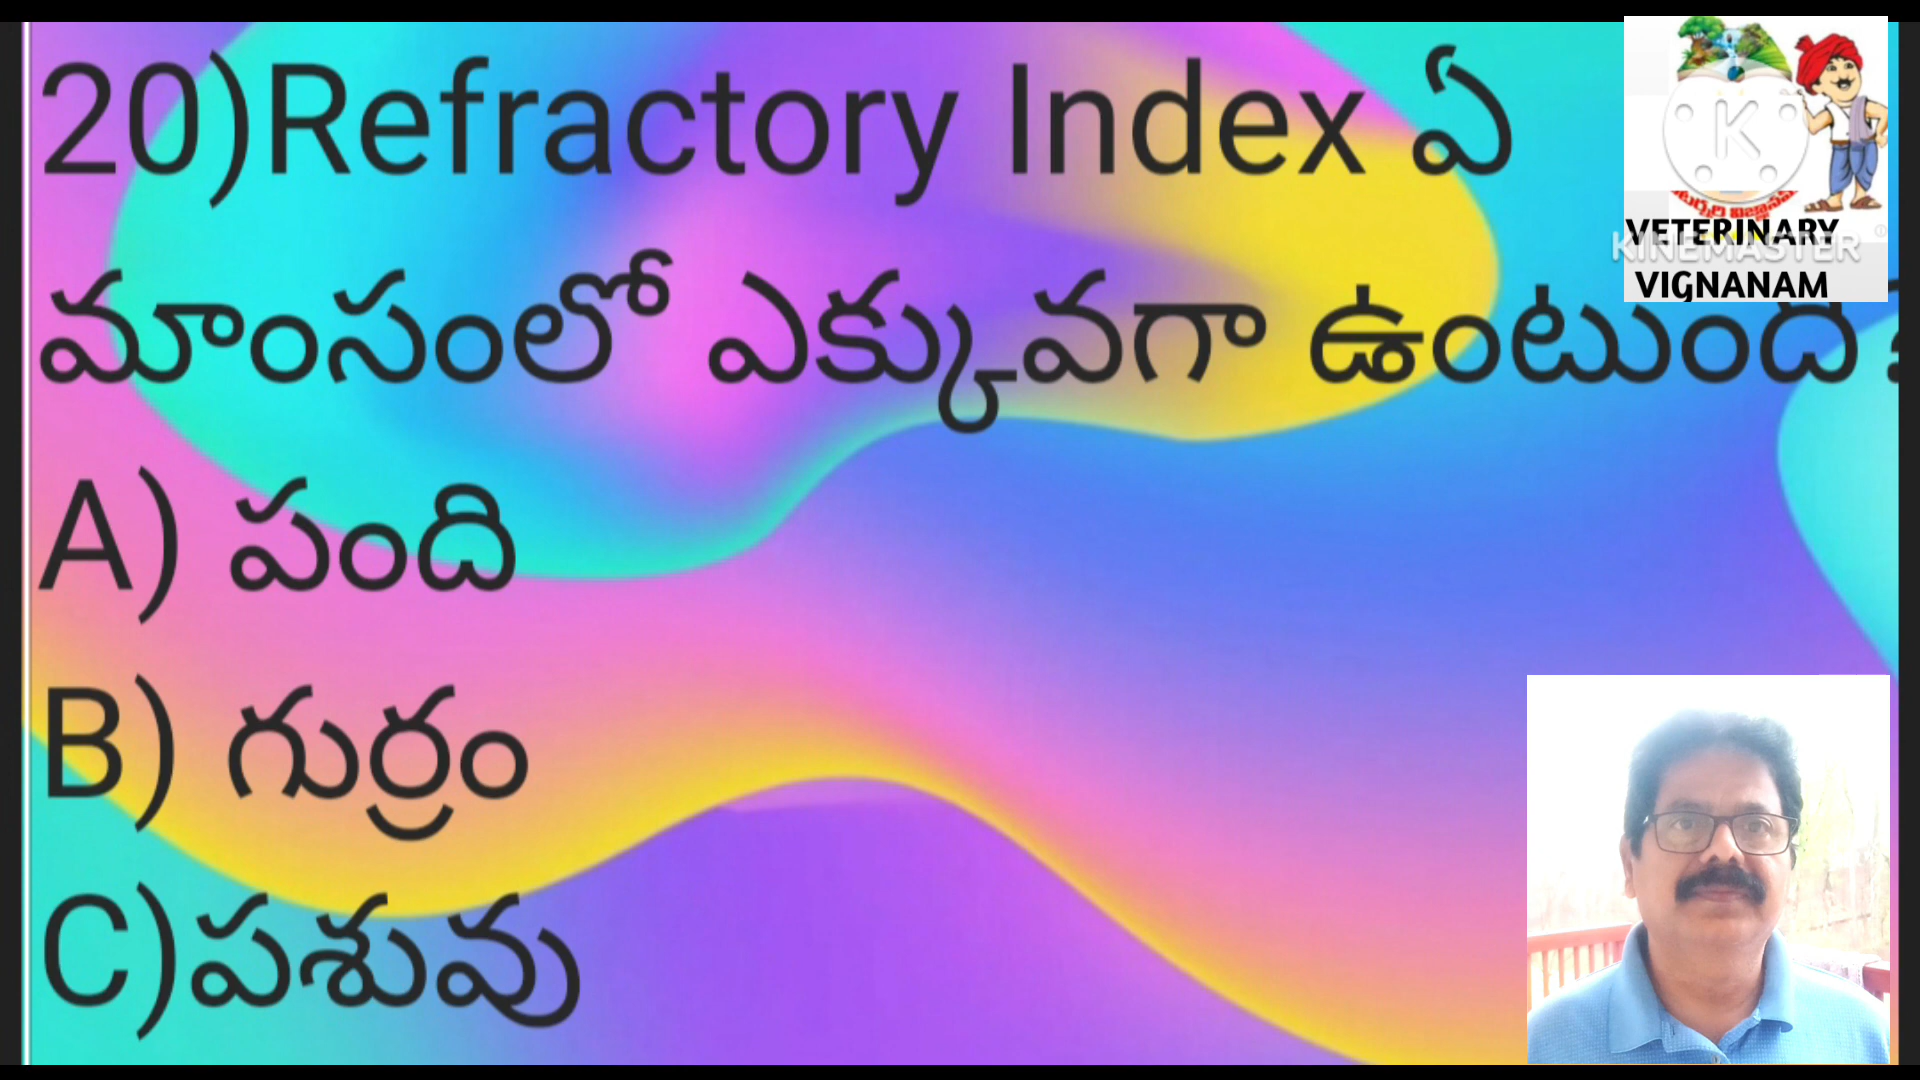 20)Refractory Index ఏ
మాంసంలో ఎక్కువగా ఉంటుంది?
A) పంది
B) గుర్రం
C)పశువు
K
VETERINARY
KINEMASTER
VIGNANAM